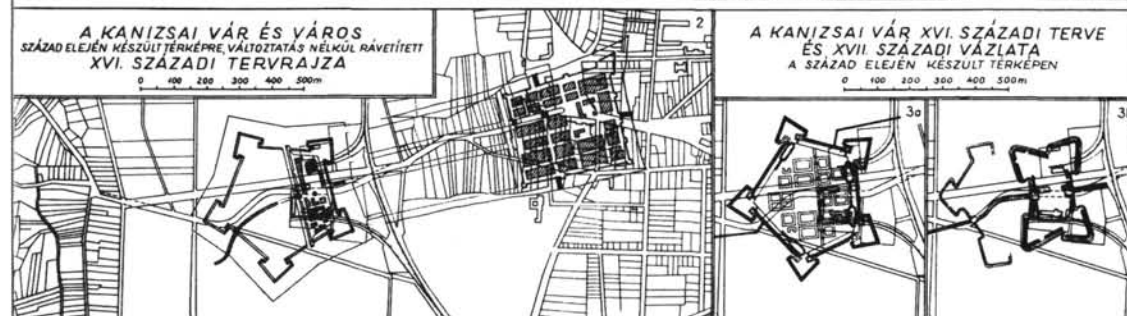 A KANIZSAI VÁR ÉS VÁROS
SZÁZAD ELEJÉN KÉSZÜLT TÉRKÉPRE, VÁLTOZTATÁS NÉLKÜL RÁVETÍTETT
XVI. SZÁZADI TERVRAJZA
0 100 200 300 400 500m
2
A KANIZSAI VÁR XVI. SZÁZADI TERVE
ÉS XVII. SZÁZADI VÁZLATA
A SZÁZAD ELEJÉN KÉSZÜLT TÉRKÉPEN
0 100 200 300 400 500m
3a